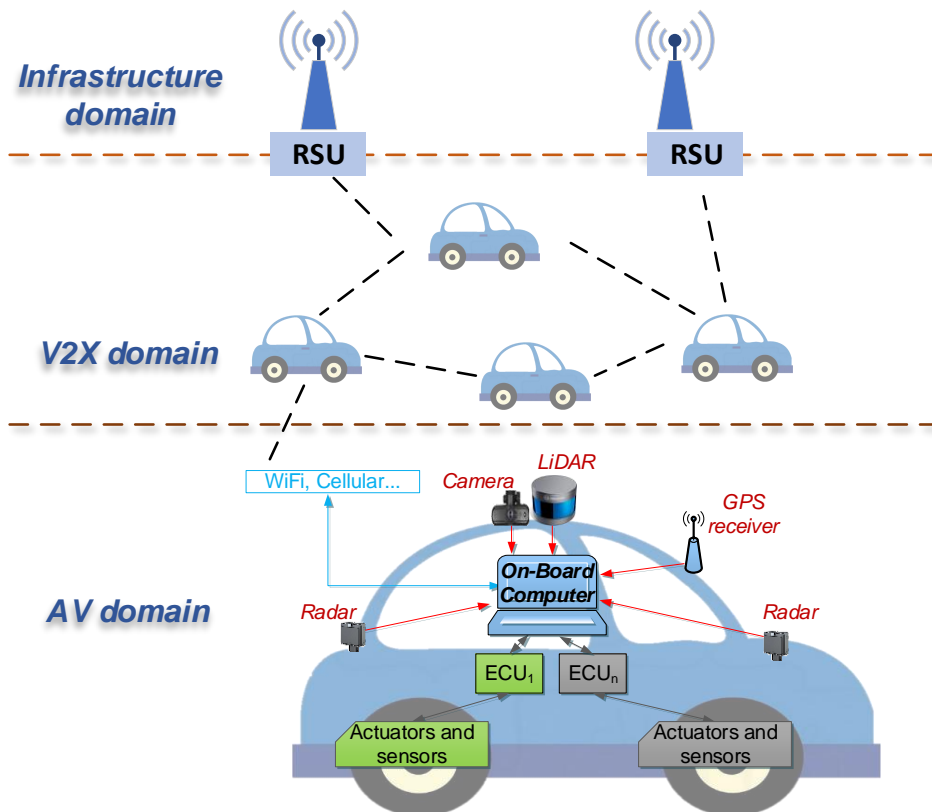 Infrastructure
domain
RSU
RSU
V2X domain
WiFi, Cellular...
Camera
LiDAR
GPS
receiver
On-Board
Computer
AV domain
Radar
Radar
ECU₁
ECUₙ
Actuators and
sensors
Actuators and
sensors